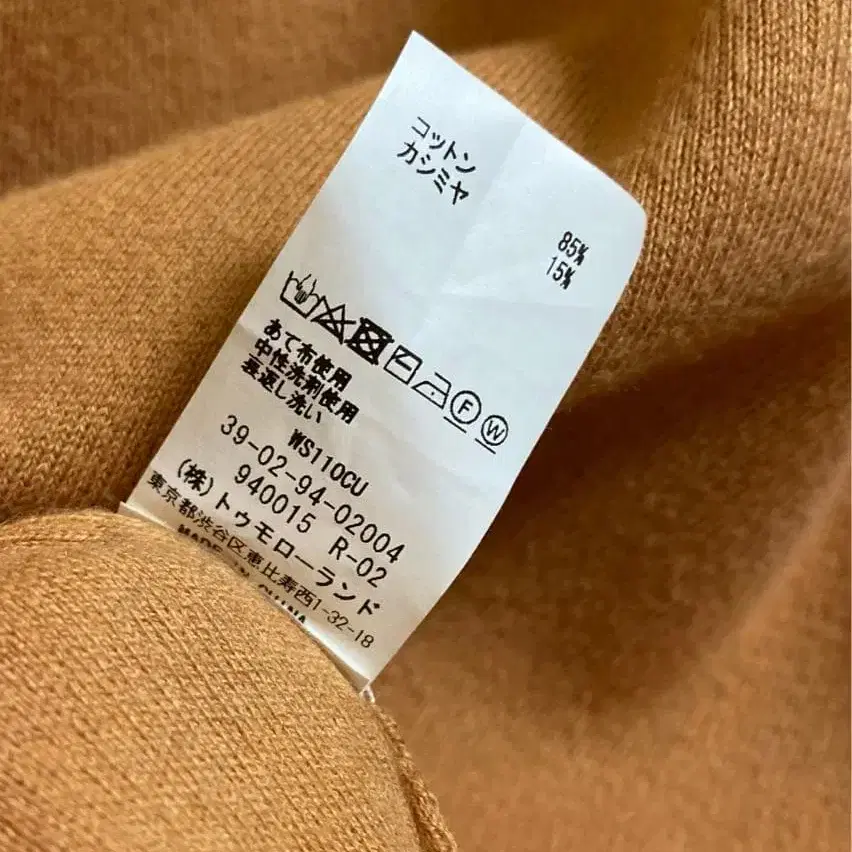 コットン
カシミヤ
85%
15%
F W
あて布使用
中性洗剤使用
裏返し洗い
WS110CU
39-02-94-02004
940015 R-02
(株)トゥモローランド
東京都渋谷区恵比寿西1-32-18
MADE IN CHINA